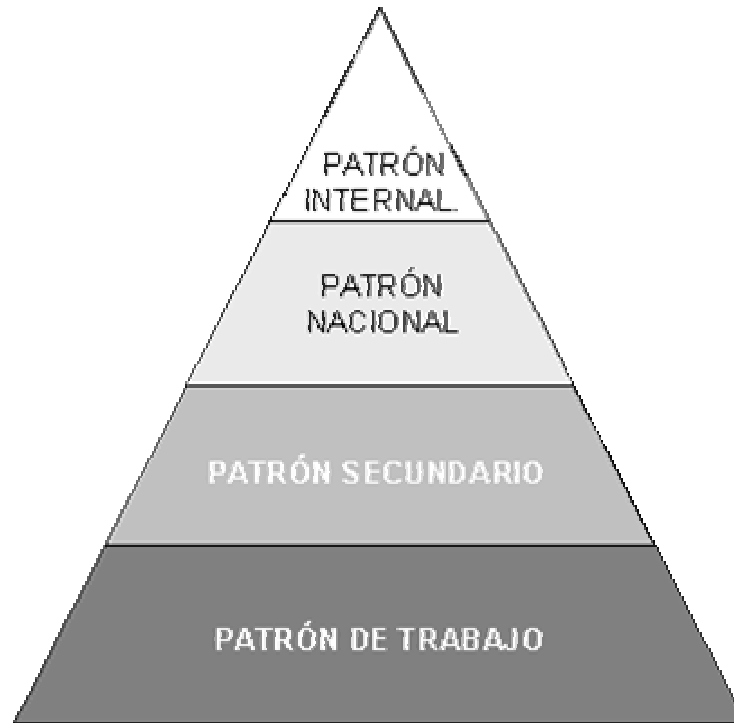 PATRÓN
INTERNAL.
PATRÓN
NACIONAL
PATRÓN SECUNDARIO
PATRÓN DE TRABAJO